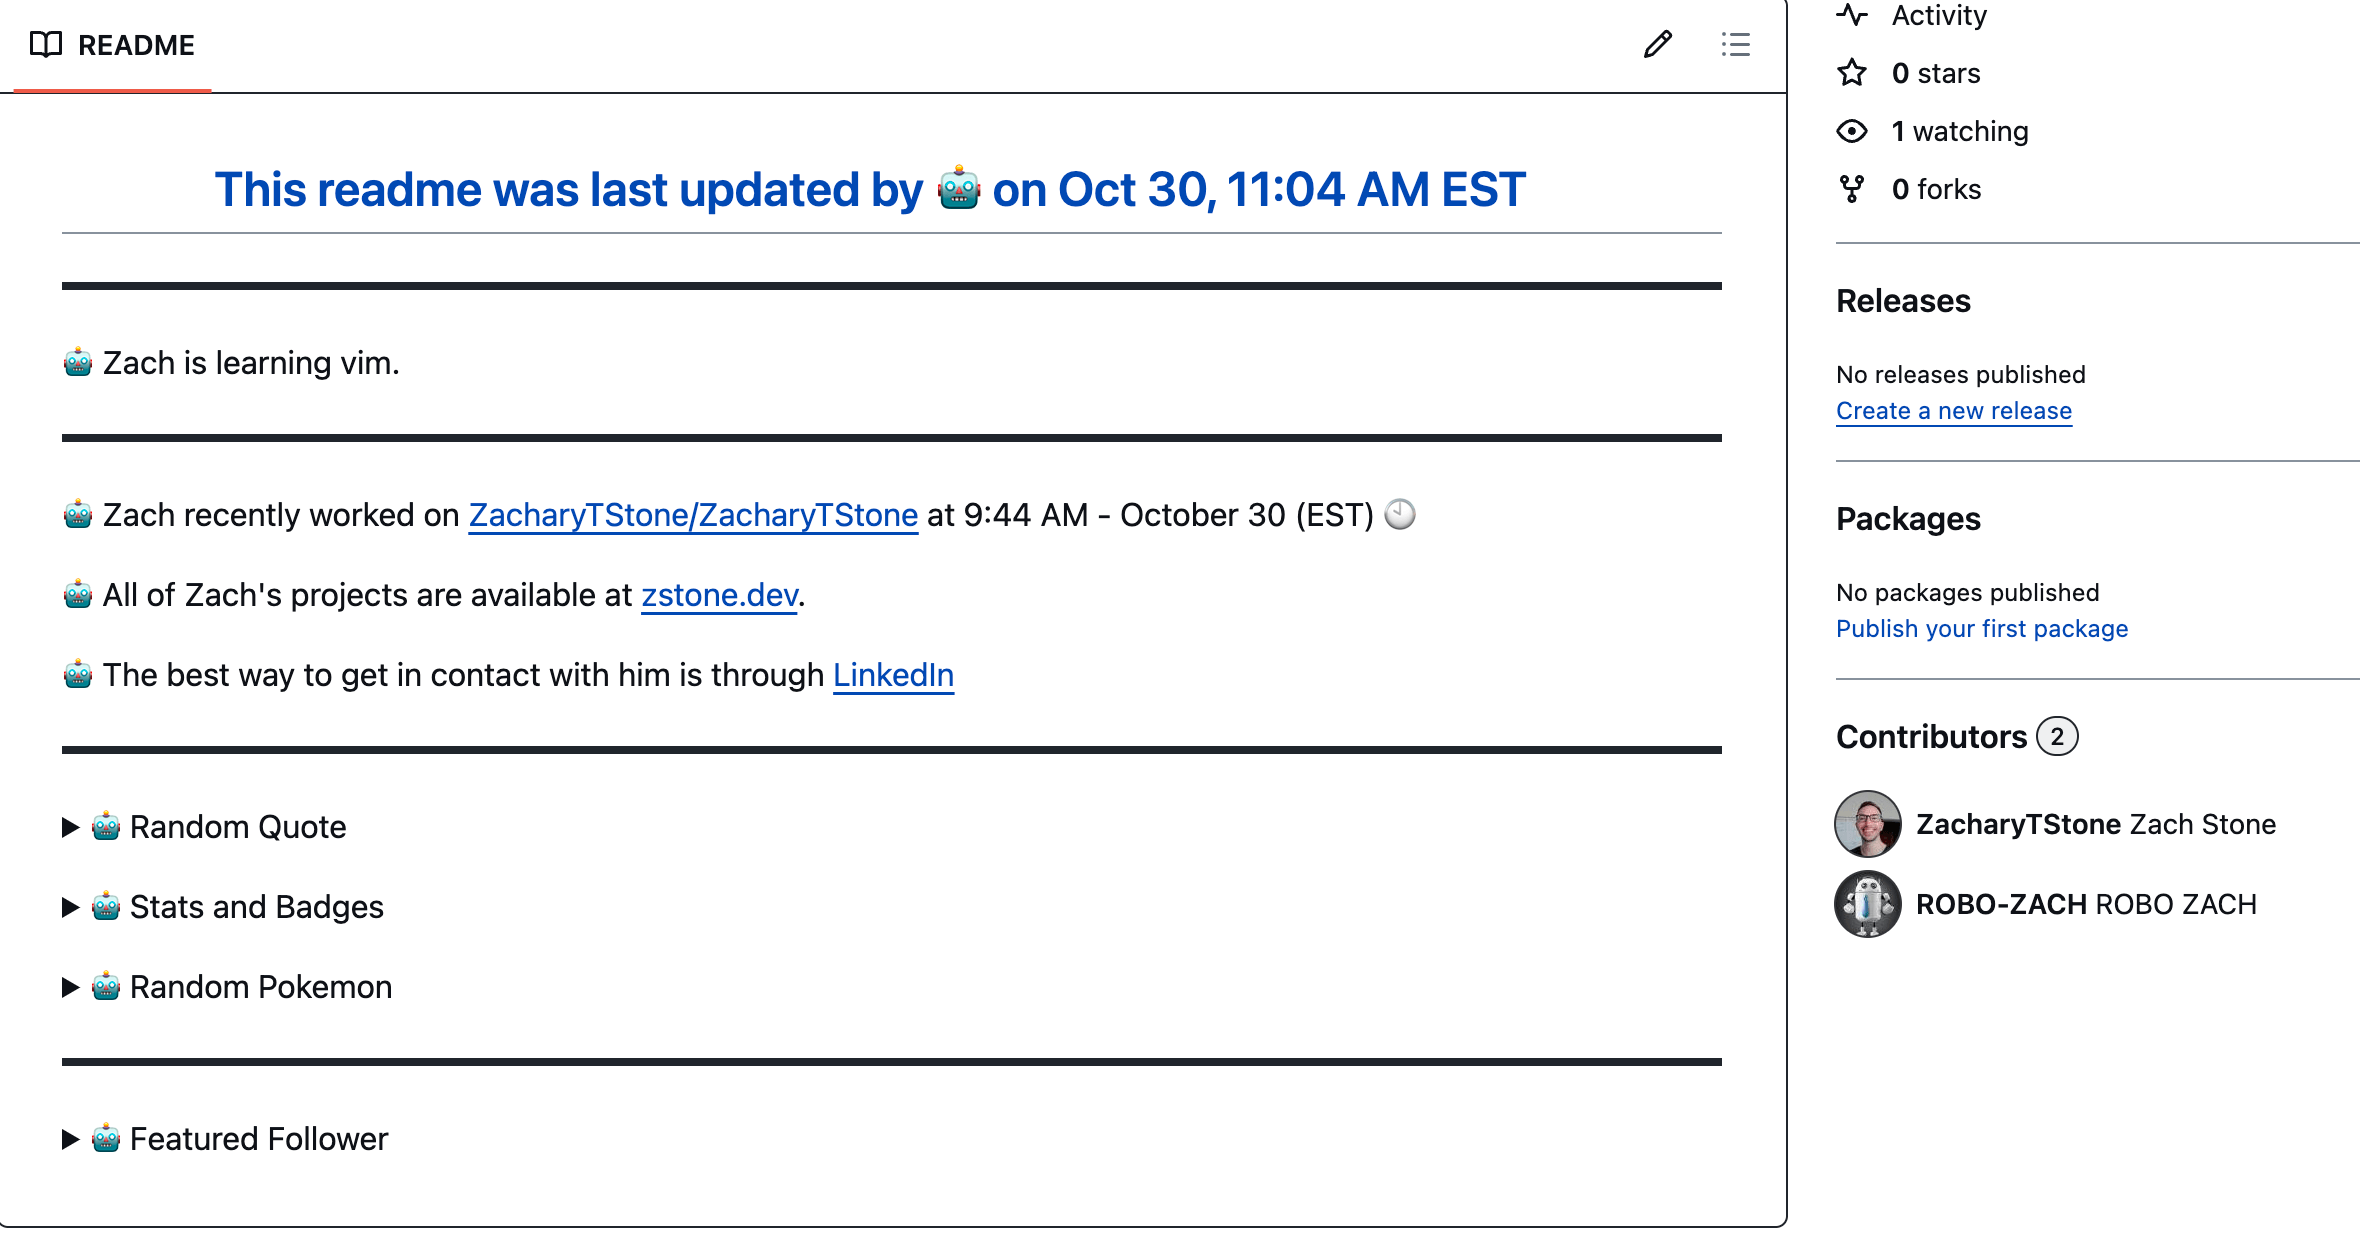 README
This readme was last updated by 🤖 on Oct 30, 11:04 AM EST
🤖 Zach is learning vim.
🤖 Zach recently worked on ZacharyTStone/ZacharyTStone at 9:44 AM - October 30 (EST) 🕙
🤖 All of Zach's projects are available at zstone.dev.
🤖 The best way to get in contact with him is through LinkedIn
▶ 🤖 Random Quote
▶ 🤖 Stats and Badges
▶ 🤖 Random Pokemon
▶ 🤖 Featured Follower
Activity
0 stars
1 watching
0 forks
Releases
No releases published
Create a new release
Packages
No packages published
Publish your first package
Contributors 2
ZacharyTStone Zach Stone
ROBO-ZACH ROBO ZACH